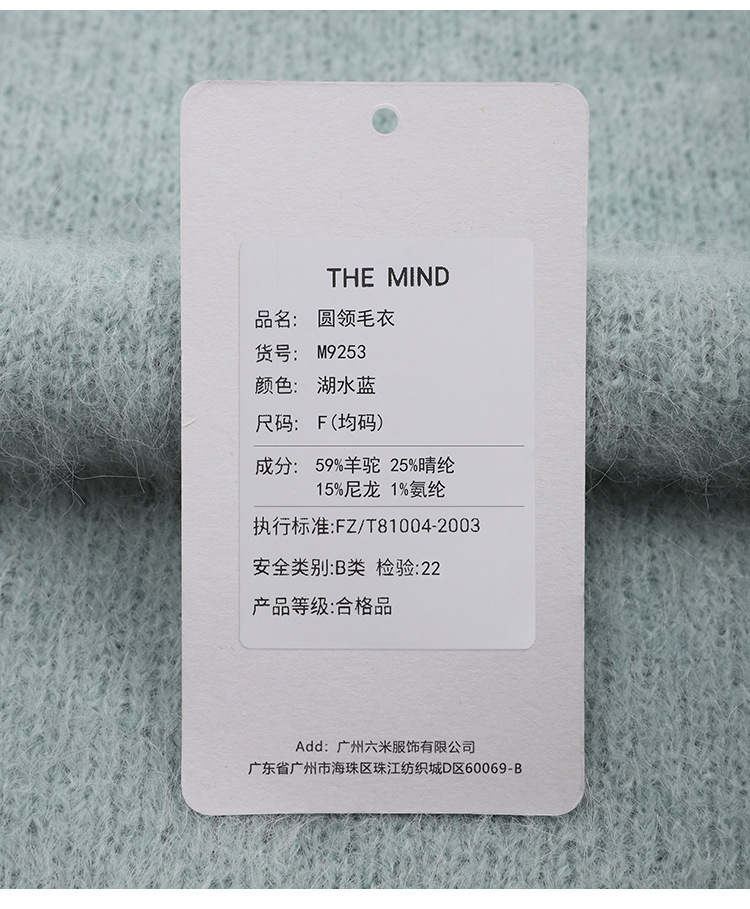 THE MIND
品名: 圆领毛衣
货号: M9253
颜色: 湖水蓝
尺码: F(均码)
成分: 59%羊驼 25%晴纶
15%尼龙 1%氨纶
执行标准:FZ/T81004-2003
安全类别:B类 检验:22
产品等级:合格品
Add: 广州六米服饰有限公司
广东省广州市海珠区珠江纺织城D区60069-B